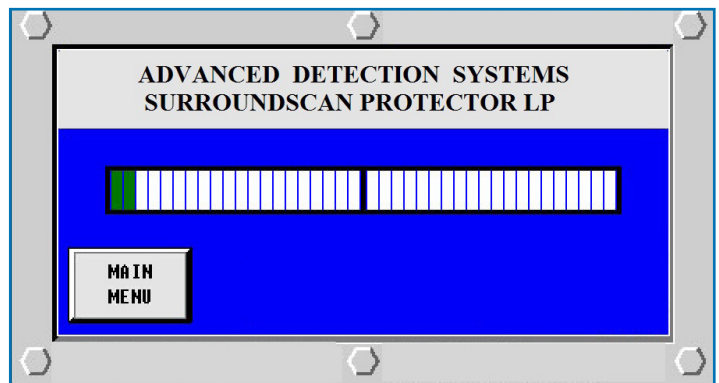 ADVANCED DETECTION SYSTEMS
SURROUNDSCAN PROTECTOR LP
MAIN
MENU